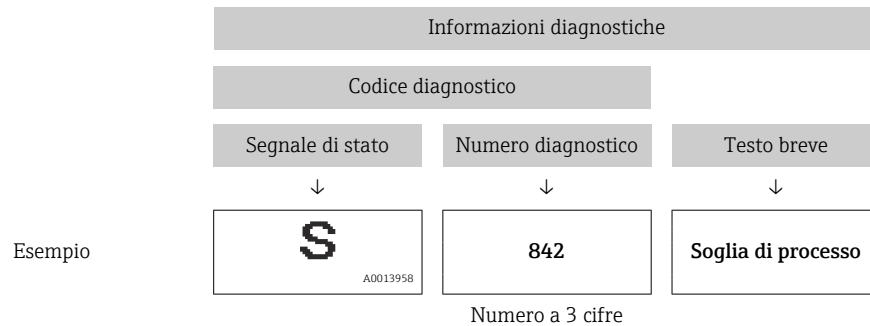 Informazioni diagnostiche
Codice diagnostico
Segnale di stato Numero diagnostico Testo breve
↓ ↓ ↓
Esempio S 842 Soglia di processo
A0013958
Numero a 3 cifre